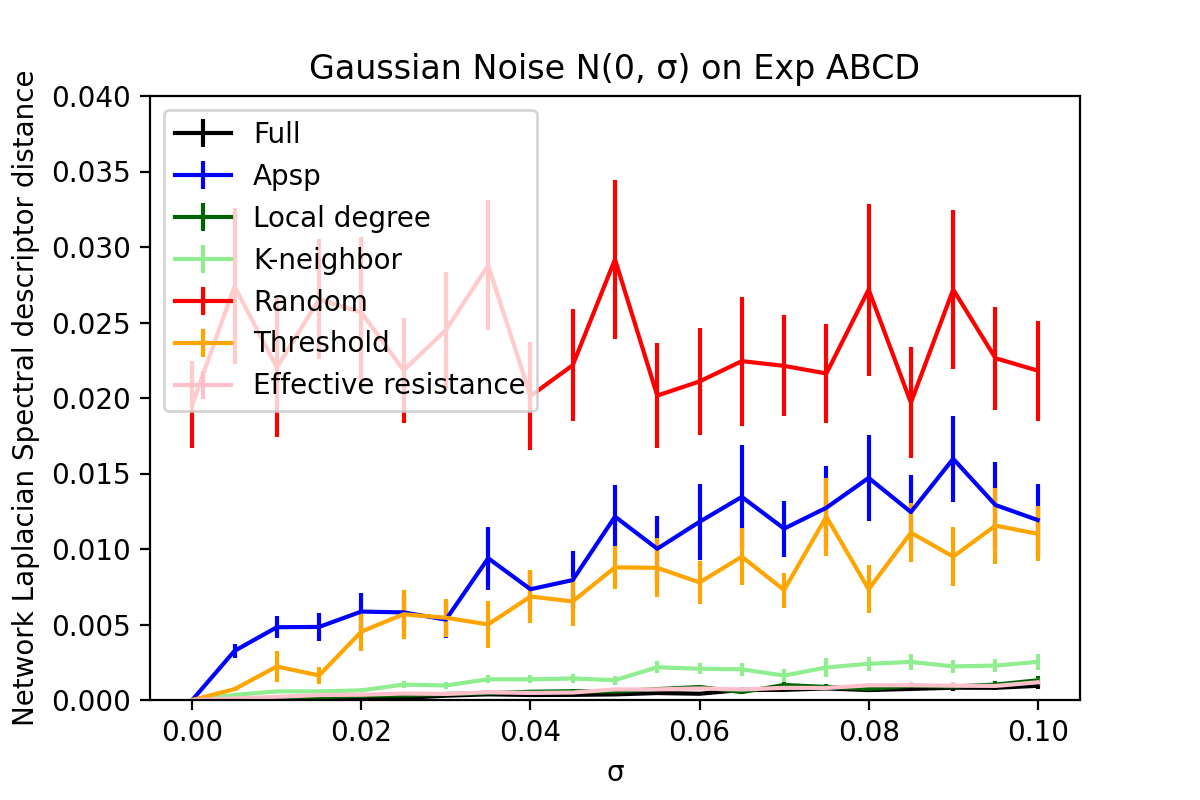 Gaussian Noise N(0, σ) on Exp ABCD
Network Laplacian Spectral descriptor distance
0.040
0.035
0.030
0.025
0.020
0.015
0.010
0.005
0.000
Full
Apsp
Local degree
K-neighbor
Random
Threshold
Effective resistance
0.00
0.02
0.04
0.06
0.08
0.10
σ